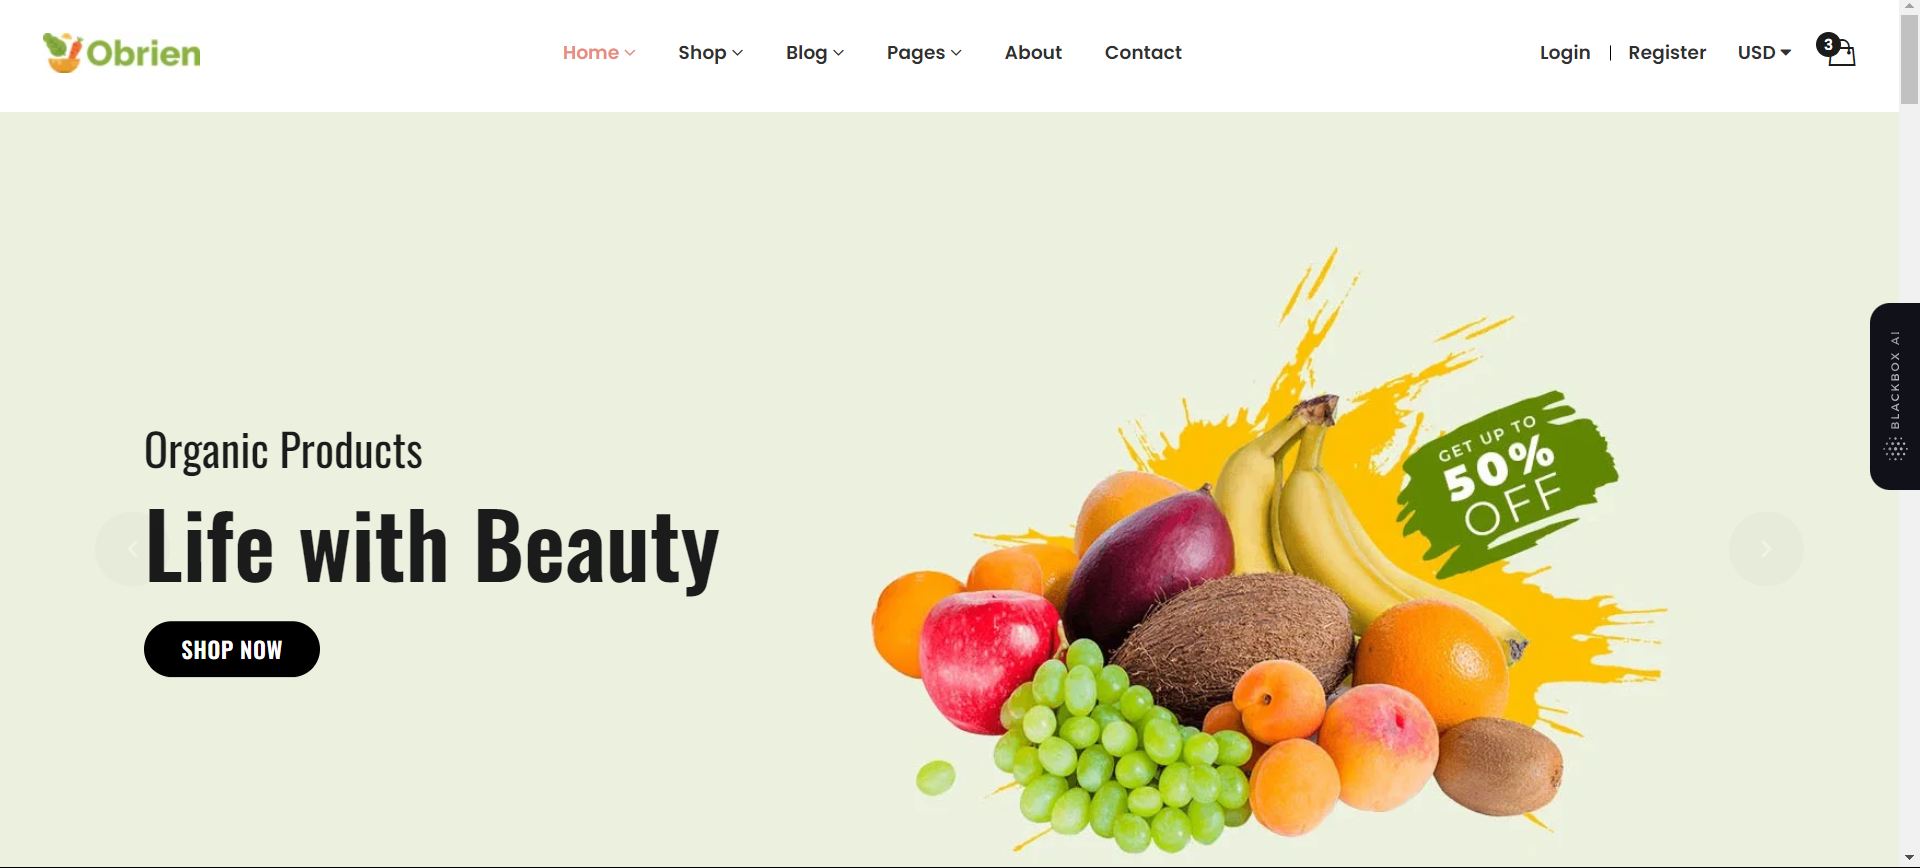 Obrien
Home Shop Blog Pages About Contact
Login | Register USD 3
BLACKBOX AI
Organic Products
Life with Beauty
SHOP NOW
GET UP TO
50%
OFF